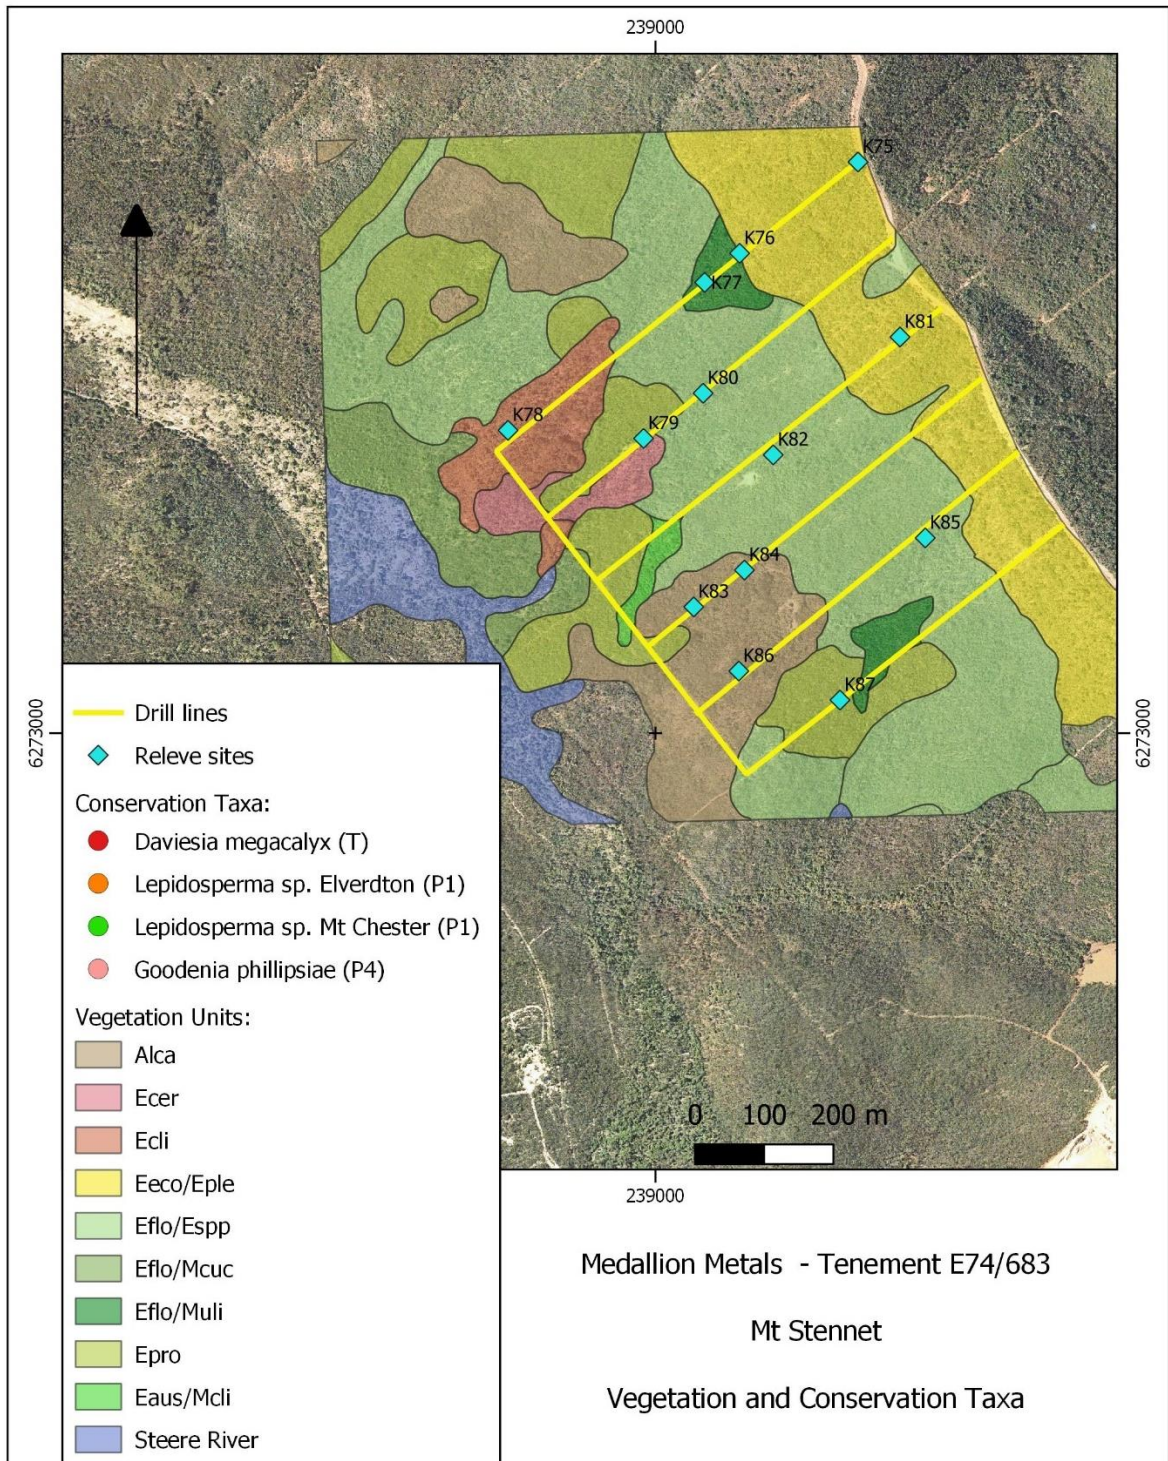 239000
K75
K76
K77
K81
K80
K78
K79
K82
K85
K84
K83
K86
K87
6273000
6273000
Drill lines
Releve sites
Conservation Taxa:
Daviesia megacalyx (T)
Lepidosperma sp. Elverdton (P1)
Lepidosperma sp. Mt Chester (P1)
Goodenia phillipsiae (P4)
Vegetation Units:
Alca
Ecer
Ecli
Eeco/Eple
Eflo/Espp
Eflo/Mcuc
Eflo/Muli
Epro
Eaus/Mcli
Steere River
0 100 200 m
239000
Medallion Metals - Tenement E74/683
Mt Stennet
Vegetation and Conservation Taxa